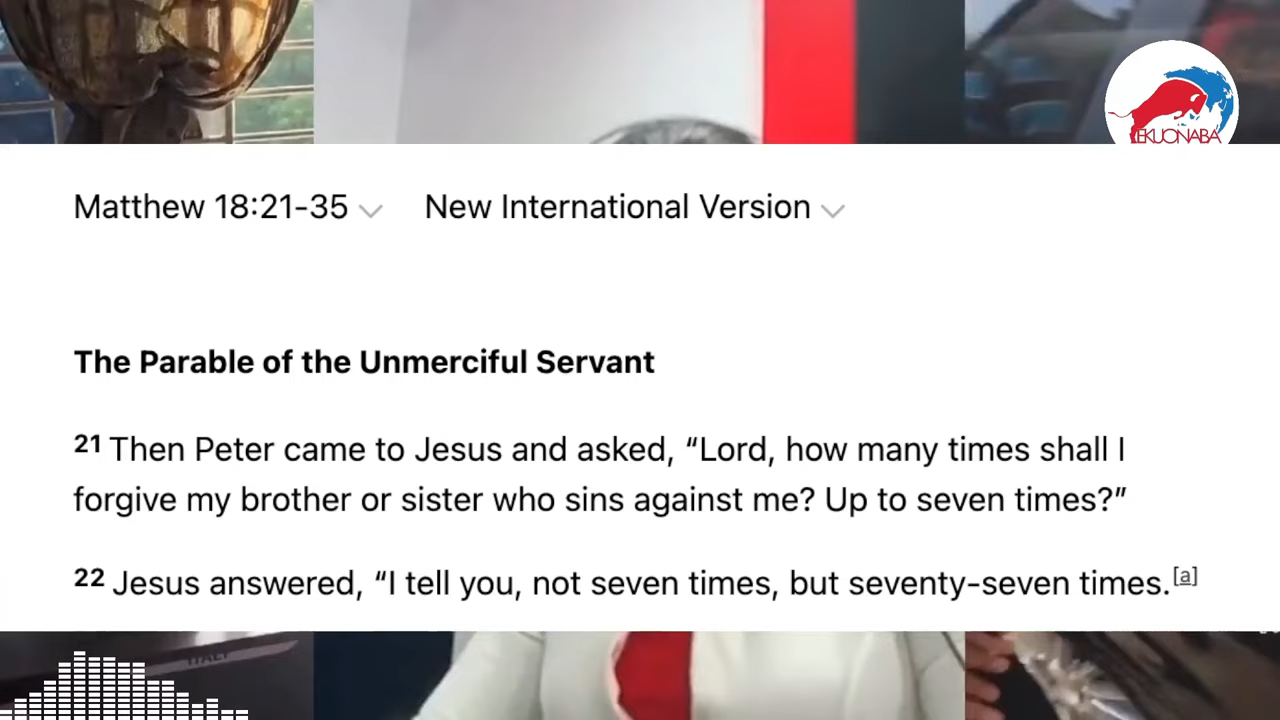 EKUONABA
Matthew 18:21-35 New International Version
The Parable of the Unmerciful Servant
21 Then Peter came to Jesus and asked, “Lord, how many times shall I
forgive my brother or sister who sins against me? Up to seven times?”
22 Jesus answered, “I tell you, not seven times, but seventy-seven times.[a]
ITALY